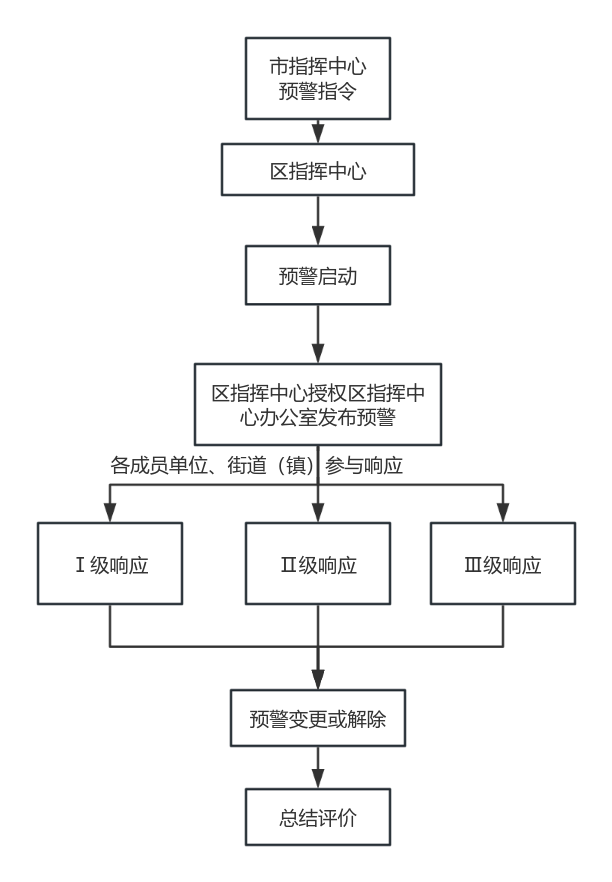 市指挥中心
预警指令
区指挥中心
预警启动
区指挥中心授权区指挥中
心办公室发布预警
各成员单位、街道（镇）参与响应
Ⅰ级响应
Ⅱ级响应
Ⅲ级响应
预警变更或解除
总结评价